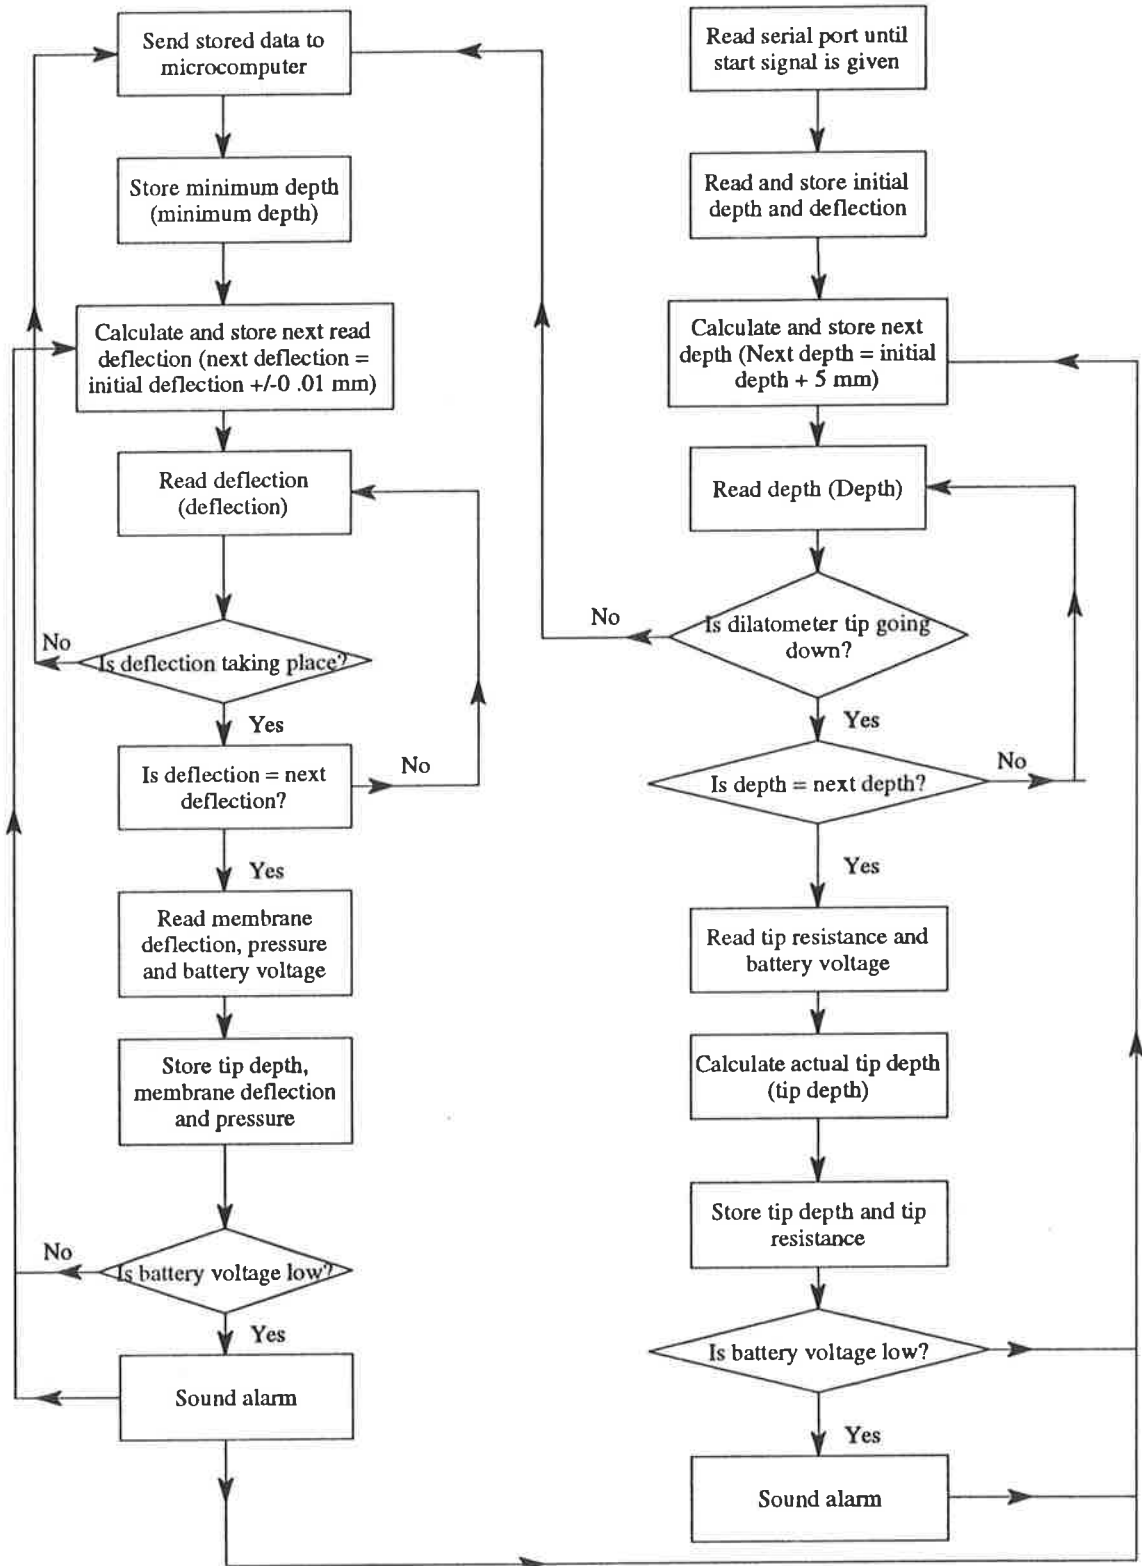 Send stored data to
microcomputer
Store minimum depth
(minimum depth)
Calculate and store next read
deflection (next deflection =
initial deflection +/-0 .01 mm)
Read deflection
(deflection)
No
Is deflection taking place?
Yes
Is deflection = next
deflection?
No
Yes
Read membrane
deflection, pressure
and battery voltage
Store tip depth,
membrane deflection
and pressure
No
Is battery voltage low?
Yes
Sound alarm
Read serial port until
start signal is given
Read and store initial
depth and deflection
Calculate and store next
depth (Next depth = initial
depth + 5 mm)
Read depth (Depth)
No
Is dilatometer tip going
down?
Yes
Is depth = next depth?
No
Yes
Read tip resistance and
battery voltage
Calculate actual tip depth
(tip depth)
Store tip depth and tip
resistance
Is battery voltage low?
Yes
Sound alarm